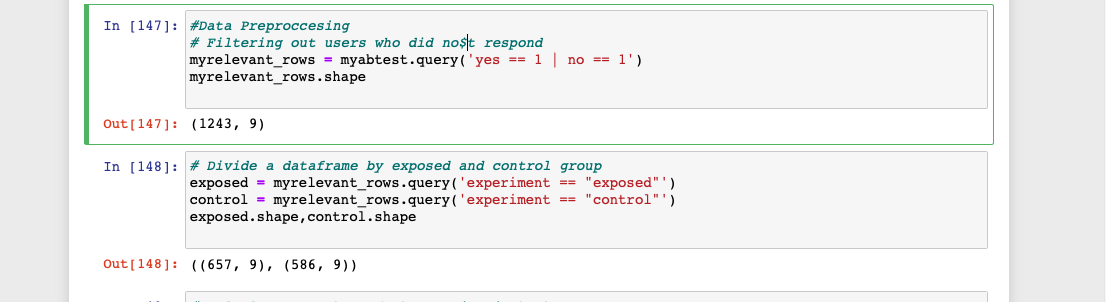 In [147]: #Data Preproccesing
# Filtering out users who did no$t respond
myrelevant_rows = myabtest.query('yes == 1 | no == 1')
myrelevant_rows.shape
Out[147]: (1243, 9)
In [148]: # Divide a dataframe by exposed and control group
exposed = myrelevant_rows.query('experiment == "exposed"')
control = myrelevant_rows.query('experiment == "control"')
exposed.shape,control.shape
Out[148]: ((657, 9), (586, 9))